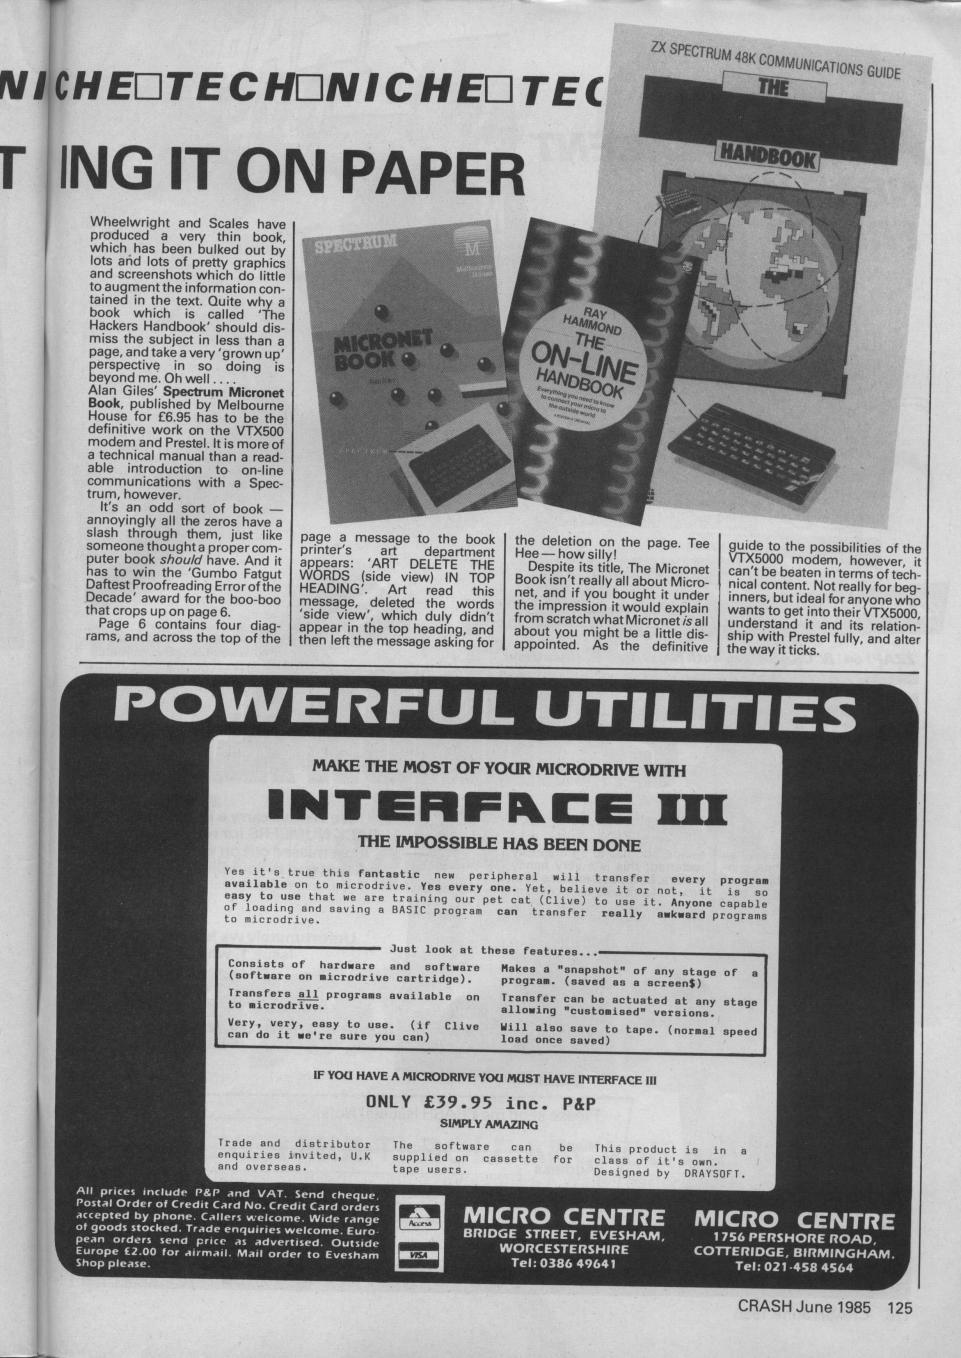 NICHE□TECH□NICHE□TEC
T ING IT ON PAPER
ZX SPECTRUM 48K COMMUNICATIONS GUIDE
THE
HANDBOOK
SPECTRUM
M
Melbourne
House
MICRONET
BOOK
SPECTRUM
RAY
HAMMOND
THE
ON-LINE
HANDBOOK
Everything you need to know
to connect your micro to
the outside world
Wheelwright and Scales have
produced a very thin book,
which has been bulked out by
lots and lots of pretty graphics
and screenshots which do little
to augment the information con-
tained in the text. Quite why a
book which is called 'The
Hackers Handbook' should dis-
miss the subject in less than a
page, and take a very 'grown up'
perspective in so doing is
beyond me. Oh well . . . .
Alan Giles' Spectrum Micronet
Book, published by Melbourne
House for £6.95 has to be the
definitive work on the VTX500
modem and Prestel. It is more of
a technical manual than a read-
able introduction to on-line
communications with a Spec-
trum, however.
It's an odd sort of book —
annoyingly all the zeros have a
slash through them, just like
someone thought a proper com-
puter book should have. And it
has to win the 'Gumbo Fatgut
Daftest Proofreading Error of the
Decade' award for the boo-boo
that crops up on page 6.
Page 6 contains four diag-
rams, and across the top of the
page a message to the book
printer's art department
appears: 'ART DELETE THE
WORDS (side view) IN TOP
HEADING'. Art read this
message, deleted the words
'side view', which duly didn't
appear in the top heading, and
then left the message asking for
the deletion on the page. Tee
Hee — how silly!
Despite its title, The Micronet
Book isn't really all about Micro-
net, and if you bought it under
the impression it would explain
from scratch what Micronet is all
about you might be a little dis-
appointed. As the definitive
guide to the possibilities of the
VTX5000 modem, however, it
can't be beaten in terms of tech-
nical content. Not really for beg-
inners, but ideal for anyone who
wants to get into their VTX5000,
understand it and its relation-
ship with Prestel fully, and alter
the way it ticks.
POWERFUL UTILITIES
MAKE THE MOST OF YOUR MICRODRIVE WITH
INTERFACE III
THE IMPOSSIBLE HAS BEEN DONE
Yes it's true this fantastic new peripheral will transfer every program
available on to microdrive. Yes every one. Yet, believe it or not, it is so
easy to use that we are training our pet cat (Clive) to use it. Anyone capable
of loading and saving a BASIC program can transfer really awkward programs
to microdrive.
Just look at these features...
Consists of hardware and software
(software on microdrive cartridge).
Transfers all programs available on
to microdrive.
Very, very, easy to use. (if Clive
can do it we're sure you can)
Makes a "snapshot" of any stage of a
program. (saved as a screen$)
Transfer can be actuated at any stage
allowing "customised" versions.
Will also save to tape. (normal speed
load once saved)
IF YOU HAVE A MICRODRIVE YOU MUST HAVE INTERFACE III
ONLY £39.95 inc. P&P
SIMPLY AMAZING
Trade and distributor
enquiries invited, U.K
and overseas.
The software can be
supplied on cassette for
tape users.
This product is in a
class of it's own.
Designed by DRAYSOFT.
All prices include P&P and VAT. Send cheque,
Postal Order of Credit Card No. Credit Card orders
accepted by phone. Callers welcome. Wide range
of goods stocked. Trade enquiries welcome. Euro-
pean orders send price as advertised. Outside
Europe £2.00 for airmail. Mail order to Evesham
Shop please.
Access
VISA
MICRO CENTRE
BRIDGE STREET, EVESHAM,
WORCESTERSHIRE
Tel: 0386 49641
MICRO CENTRE
1756 PERSHORE ROAD,
COTTERIDGE, BIRMINGHAM.
Tel: 021-458 4564
CRASH June 1985 125